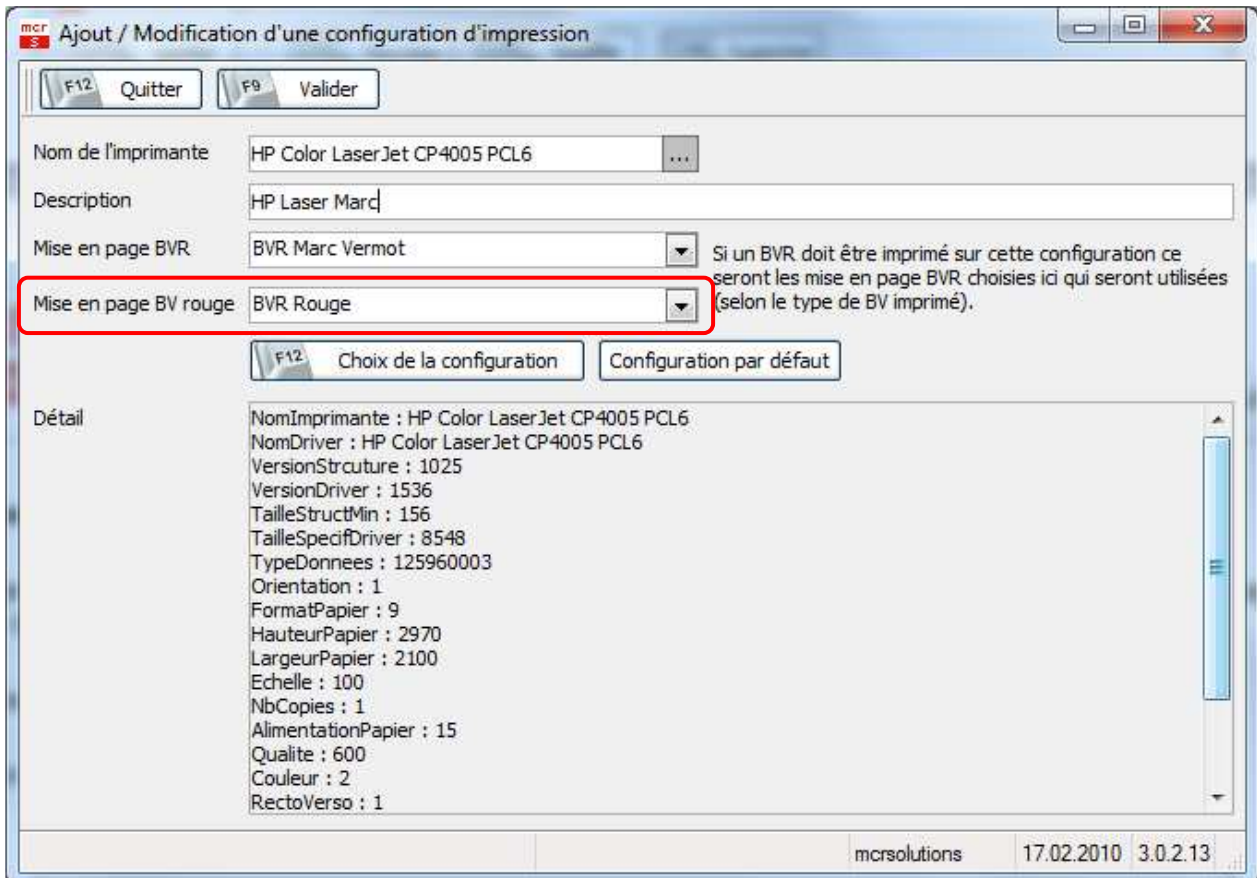 mcr
s
Ajout / Modification d'une configuration d'impression
F12 Quitter F9 Valider
Nom de l'imprimante HP Color LaserJet CP4005 PCL6 ...
Description HP Laser Marc
Mise en page BVR BVR Marc Vermot
Si un BVR doit être imprimé sur cette configuration ce
seront les mise en page BVR choisies ici qui seront utilisées
(selon le type de BV imprimé).
Mise en page BV rouge BVR Rouge
F12 Choix de la configuration Configuration par défaut
Détail
NomImprimante : HP Color LaserJet CP4005 PCL6
NomDriver : HP Color LaserJet CP4005 PCL6
VersionStrcuture : 1025
VersionDriver : 1536
TailleStructMin : 156
TailleSpecifDriver : 8548
TypeDonnees : 125960003
Orientation : 1
FormatPapier : 9
HauteurPapier : 2970
LargeurPapier : 2100
Echelle : 100
NbCopies : 1
AlimentationPapier : 15
Qualite : 600
Couleur : 2
RectoVerso : 1
mcrsolutions 17.02.2010 3.0.2.13